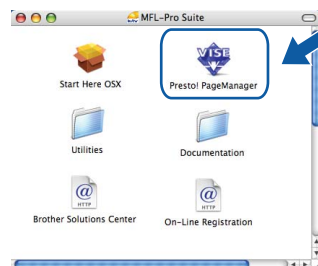 MFL-Pro Suite
VISE
Start Here OSX
Presto! PageManager
Utilities
Documentation
@
HTTP
@
HTTP
Brother Solutions Center
On-Line Registration